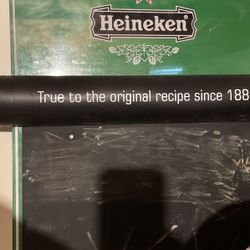 Heineken
True to the original recipe since 188